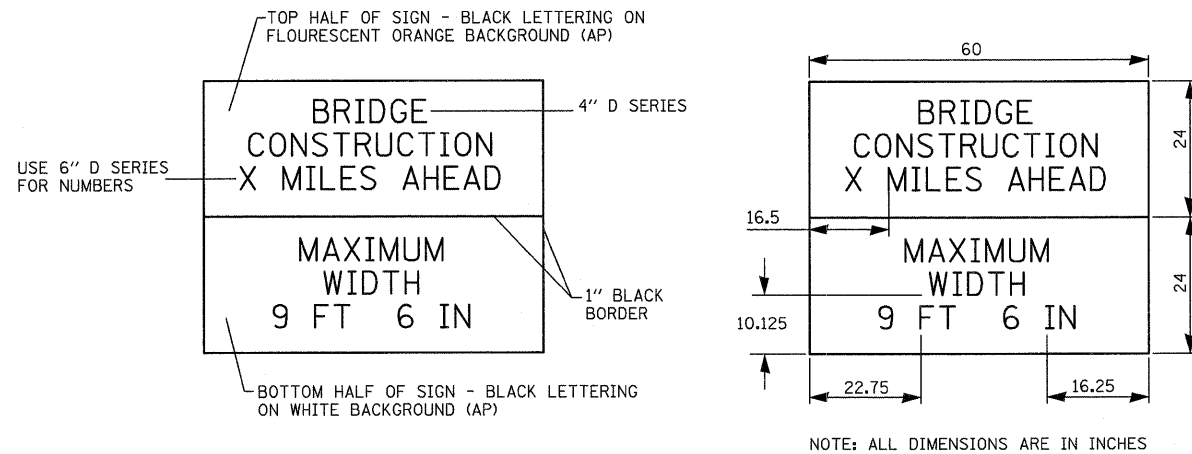 TOP HALF OF SIGN - BLACK LETTERING ON
FLOURESCENT ORANGE BACKGROUND (AP)
BRIDGE
CONSTRUCTION
X MILES AHEAD
4" D SERIES
USE 6" D SERIES
FOR NUMBERS
MAXIMUM
WIDTH
9 FT 6 IN
1" BLACK
BORDER
BOTTOM HALF OF SIGN - BLACK LETTERING
ON WHITE BACKGROUND (AP)
60
BRIDGE
CONSTRUCTION
X MILES AHEAD
24
16.5
MAXIMUM
WIDTH
9 FT 6 IN
24
10.125
22.75
16.25
NOTE: ALL DIMENSIONS ARE IN INCHES